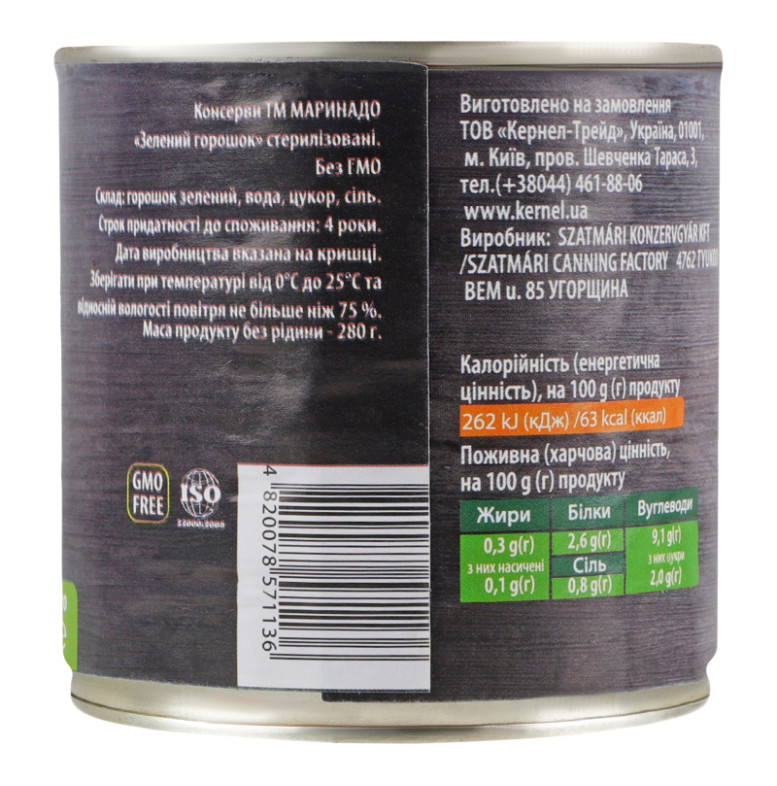 Консерви ТМ МАРИНАДО
«Зелений горошок» стерилізовані.
Без ГМО
Склад: горошок зелений, вода, цукор, сіль.
Строк придатності до споживання: 4 роки.
Дата виробництва вказана на кришці.
Зберігати при температурі від 0°С до 25°С та
відносній вологості повітря не більше ніж 75 %.
Маса продукту без рідини - 280 г.
GMO
FREE
ISO
22000:2005
4 820078 571136
Виготовлено на замовлення
ТОВ «Кернел-Трейд», Україна, 01001,
м. Київ, пров. Шевченка Тараса, 3,
тел.(+38044) 461-88-06
www.kernel.ua
Виробник: SZATMÁRI KONZERVGYÁR KFT
/SZATMÁRI CANNING FACTORY 4762
BEM u. 85 УГОРЩИНА
Калорійність (енергетична
цінність), на 100 g (г) продукту
262 kJ (кДж) /63 kcal (ккал)
Поживна (харчова) цінність,
на 100 g (г) продукту
Жири Білки Вуглеводи
0,3 g(г) 2,6 g(г) 9,1 g(г)
з них насичені Сіль з них цукри
0,1 g(г) 0,8 g(г) 2,0 g(г)